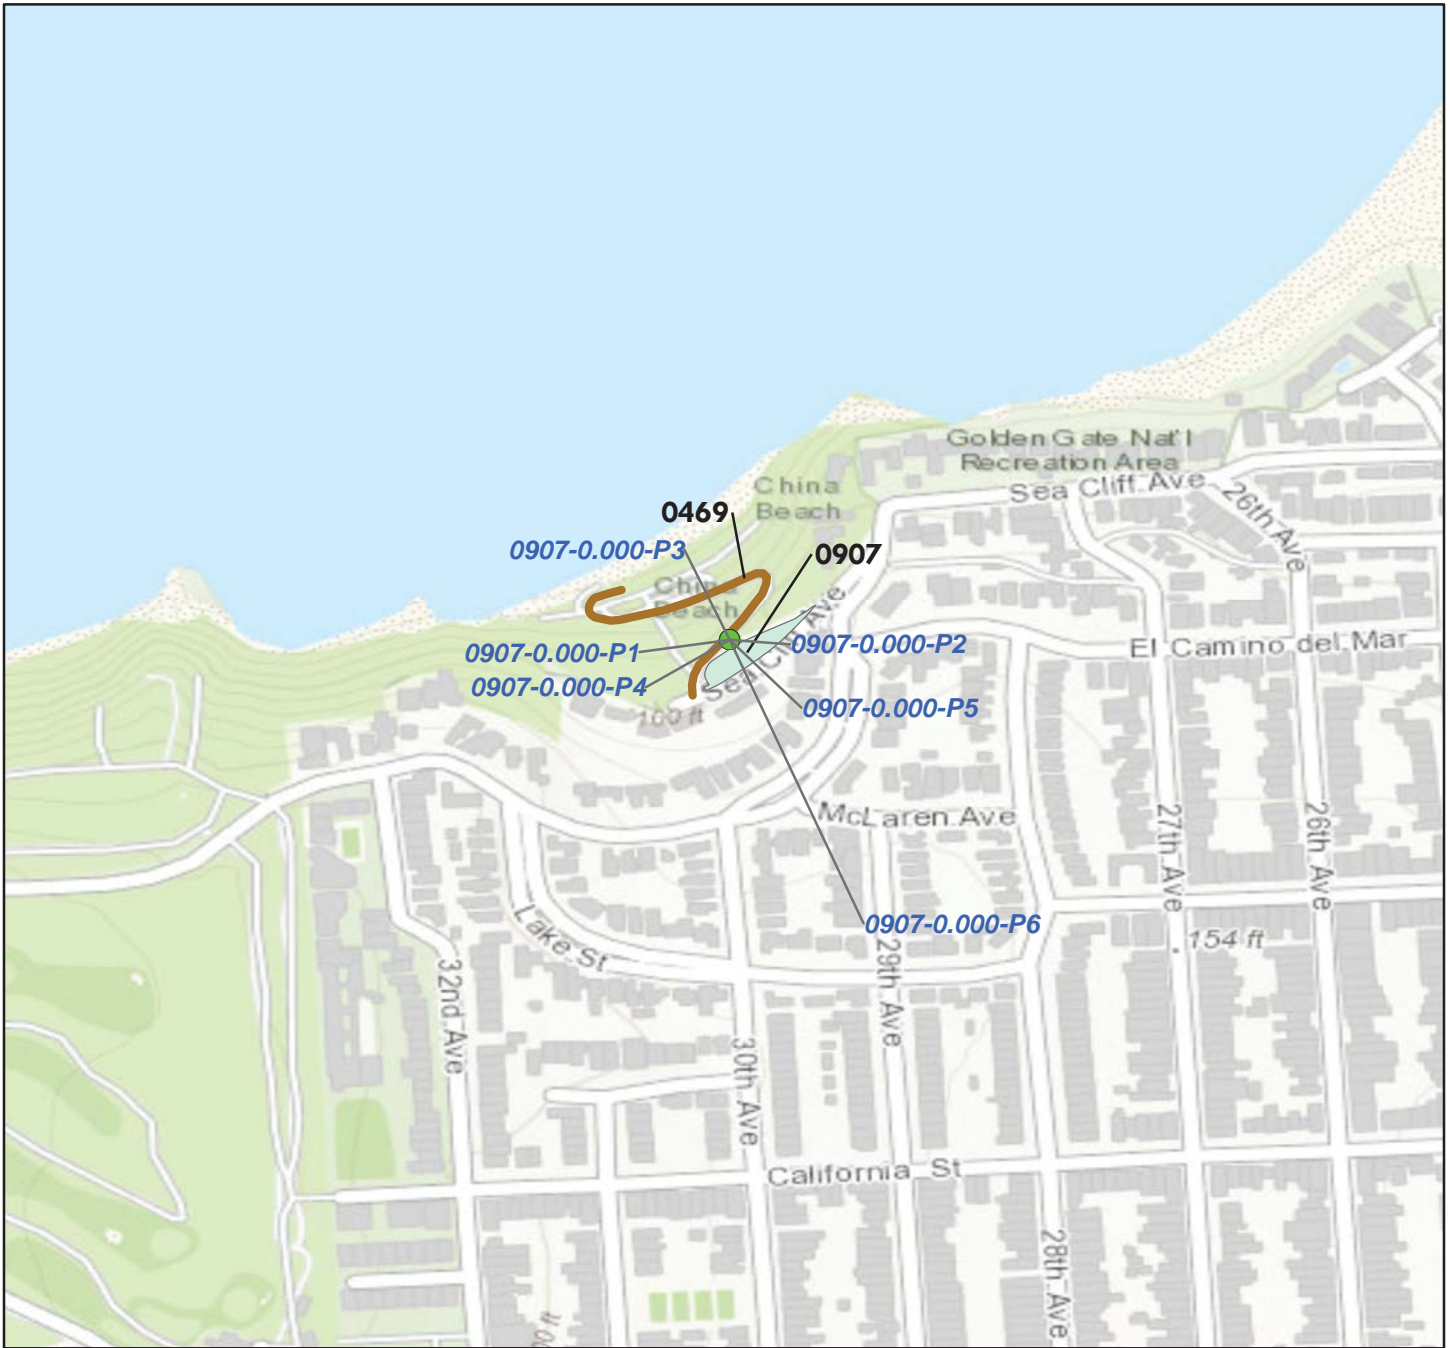 Golden Gate Nat'l
Recreation Area
China
Beach
Sea Cliff Ave
26th Ave
0469
0907-0.000-P3
0907
China
Beach
Sea Cliff Ave
0907-0.000-P1
0907-0.000-P2
El Camino del Mar
0907-0.000-P4
0907-0.000-P5
100 ft
McLaren Ave
27th Ave
26th Ave
0907-0.000-P6
154 ft
Lake St
32nd Ave
29th Ave
30th Ave
California St
28th Ave